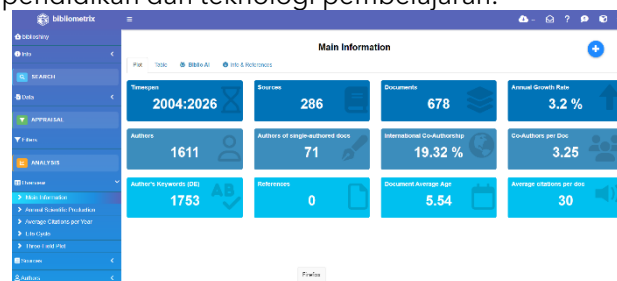 pendidikan dan teknologi pembelajaran.
bibliometrix
biblioshiny
Info
Main Information
Plot Table Biblio AI Info & References
SEARCH
Data
APPRAISAL
Filters
ANALYSIS
Overview
Main Information
Annual Scientific Production
Average Citations per Year
Life Cycle
Three Field Plot
Sources
Authors
Timespan
2004:2026
Sources
286
Documents
678
Annual Growth Rate
3.2 %
Authors
1611
Authors of single-authored docs
71
International Co-Authorship
19.32 %
Co-Authors per Doc
3.25
Author's Keywords (DE)
1753
References
0
Document Average Age
5.54
Average citations per doc
30
Firefox